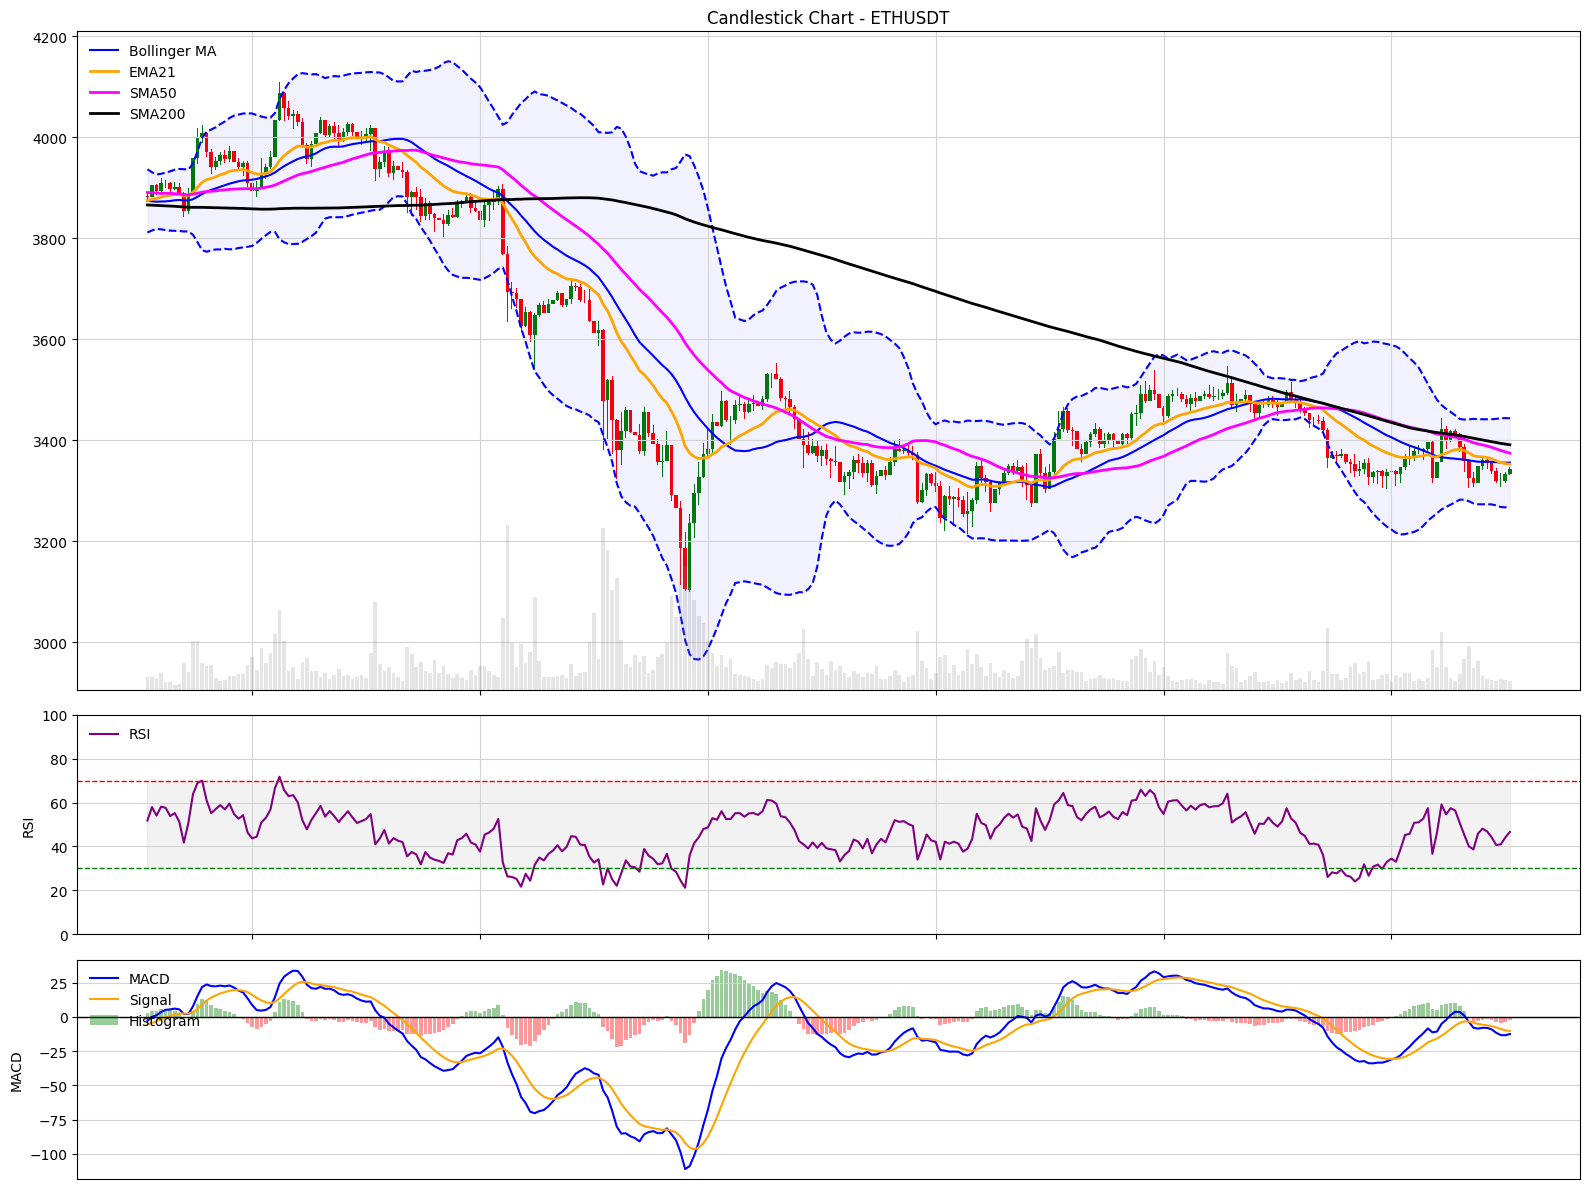 Candlestick Chart - ETHUSDT
Bollinger MA
EMA21
SMA50
SMA200
4200
4000
3800
3600
3400
3200
3000
RSI
RSI
100
80
60
40
20
0
MACD
Signal
Histogram
MACD
25
0
−25
−50
−75
−100